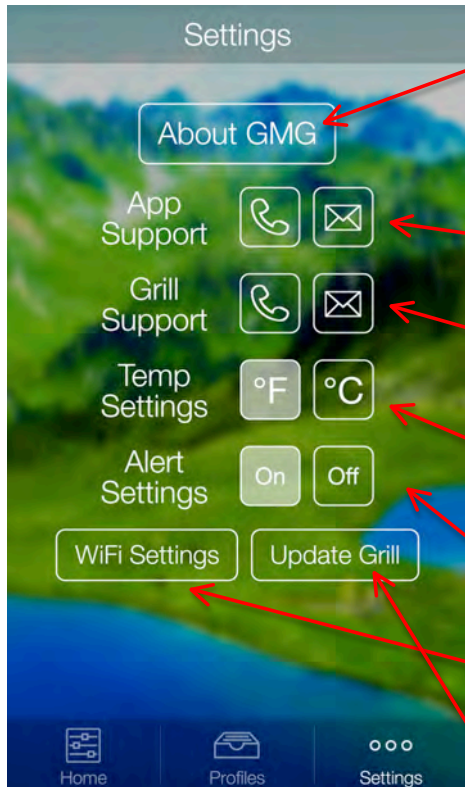 Settings
About GMG
App
Support
Grill
Support
Temp
Settings
°F °C
Alert
Settings
On Off
WiFi Settings Update Grill
Home Profiles Settings